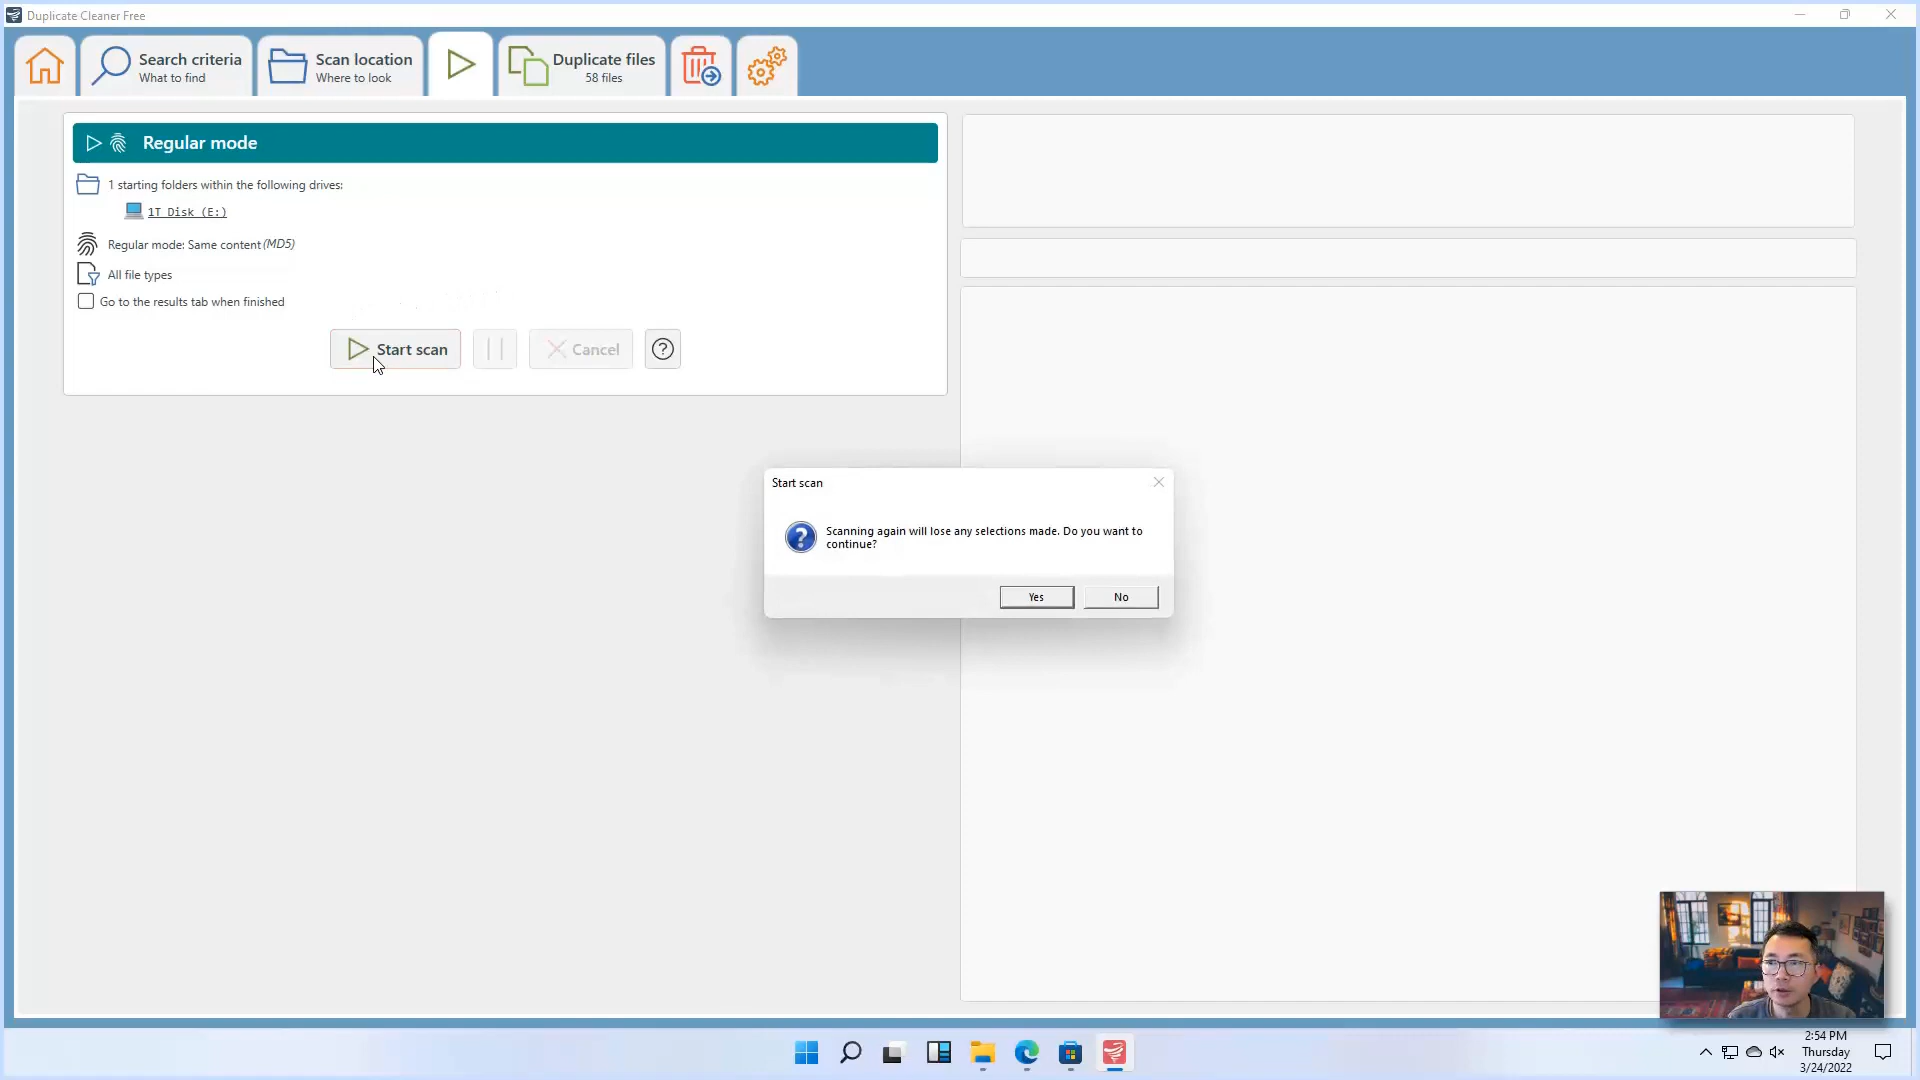 Duplicate Cleaner Free
Search criteria
What to find
Scan location
Where to look
Duplicate files
58 files
Regular mode
1 starting folders within the following drives:
1T Disk (E:)
Regular mode: Same content (MD5)
All file types
Go to the results tab when finished
Start scan
Cancel
Start scan
Scanning again will lose any selections made. Do you want to
continue?
Yes
No
2:54 PM
Thursday
3/24/2022